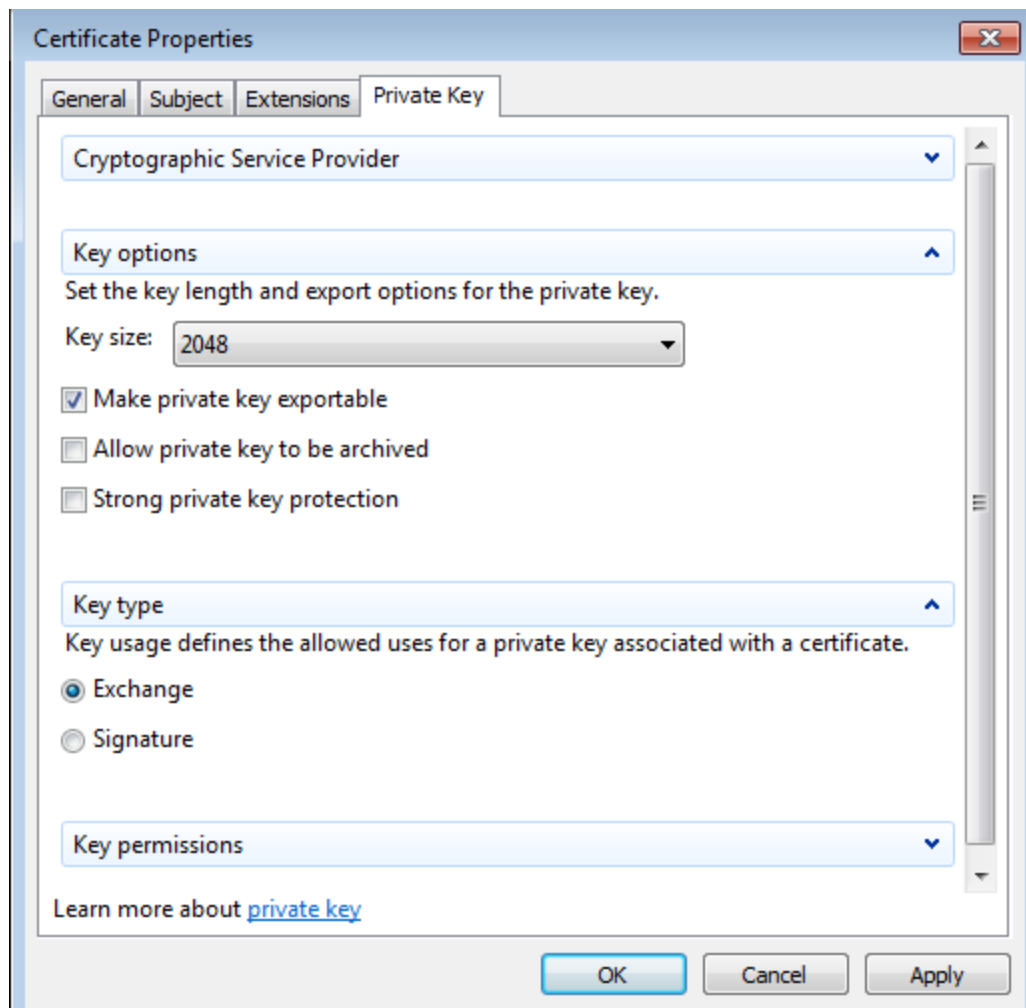 Certificate Properties
General Subject Extensions Private Key
Cryptographic Service Provider
Key options
Set the key length and export options for the private key.
Key size: 2048
Make private key exportable
Allow private key to be archived
Strong private key protection
Key type
Key usage defines the allowed uses for a private key associated with a certificate.
Exchange
Signature
Key permissions
Learn more about private key
OK Cancel Apply